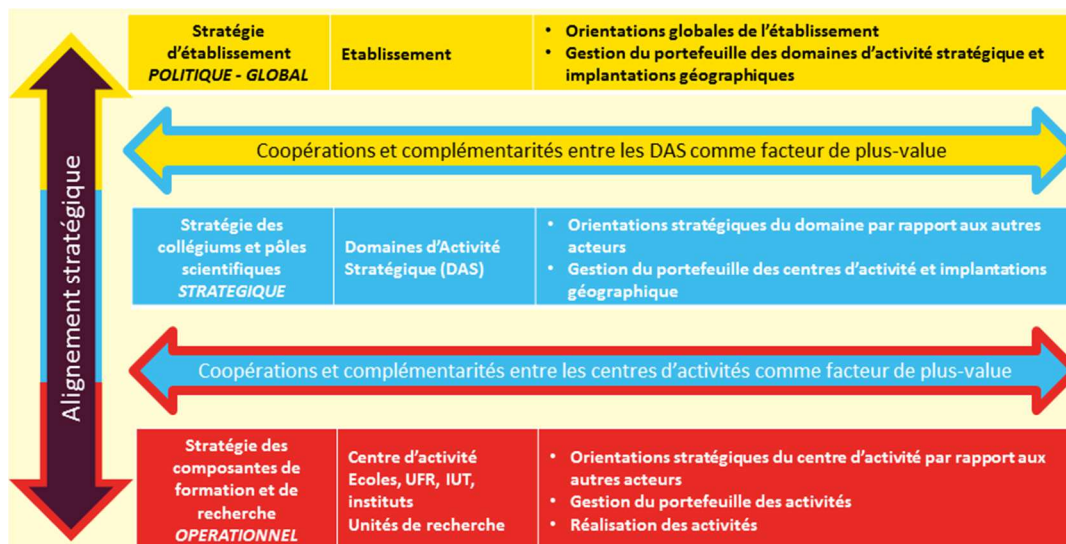 Alignement stratégique
Stratégie
d'établissement
POLITIQUE - GLOBAL
Etablissement
• Orientations globales de l'établissement
• Gestion du portefeuille des domaines d'activité stratégique et
implantations géographiques
Coopérations et complémentarités entre les DAS comme facteur de plus-value
Stratégie des
collégiums et pôles
scientifiques
STRATEGIQUE
Domaines d'Activité
Stratégique (DAS)
• Orientations stratégiques du domaine par rapport aux autres
acteurs
• Gestion du portefeuille des centres d'activité et implantations
géographique
Coopérations et complémentarités entre les centres d'activités comme facteur de plus-value
Stratégie des
composantes de
formation et de
recherche
OPERATIONNEL
Centre d'activité
Ecoles, UFR, IUT,
instituts
Unités de recherche
• Orientations stratégiques du centre d'activité par rapport aux
autres acteurs
• Gestion du portefeuille des activités
• Réalisation des activités